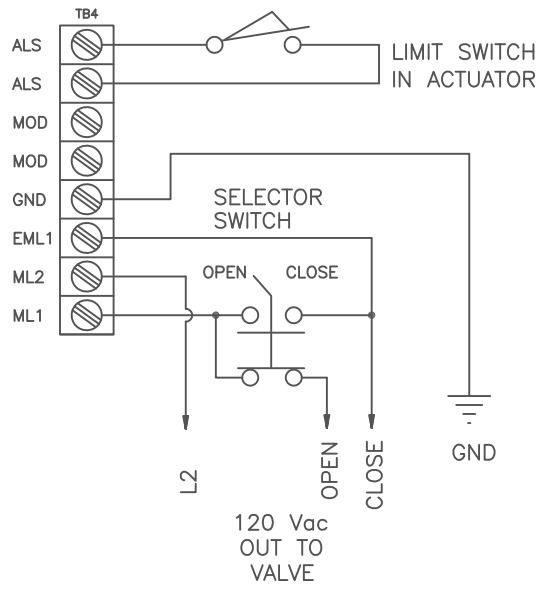 TB4
ALS
ALS
MOD
MOD
GND
EML1
ML2
ML1
LIMIT SWITCH
IN ACTUATOR
SELECTOR
SWITCH
OPEN
CLOSE
L2
OPEN
CLOSE
GND
120 Vac
OUT TO
VALVE